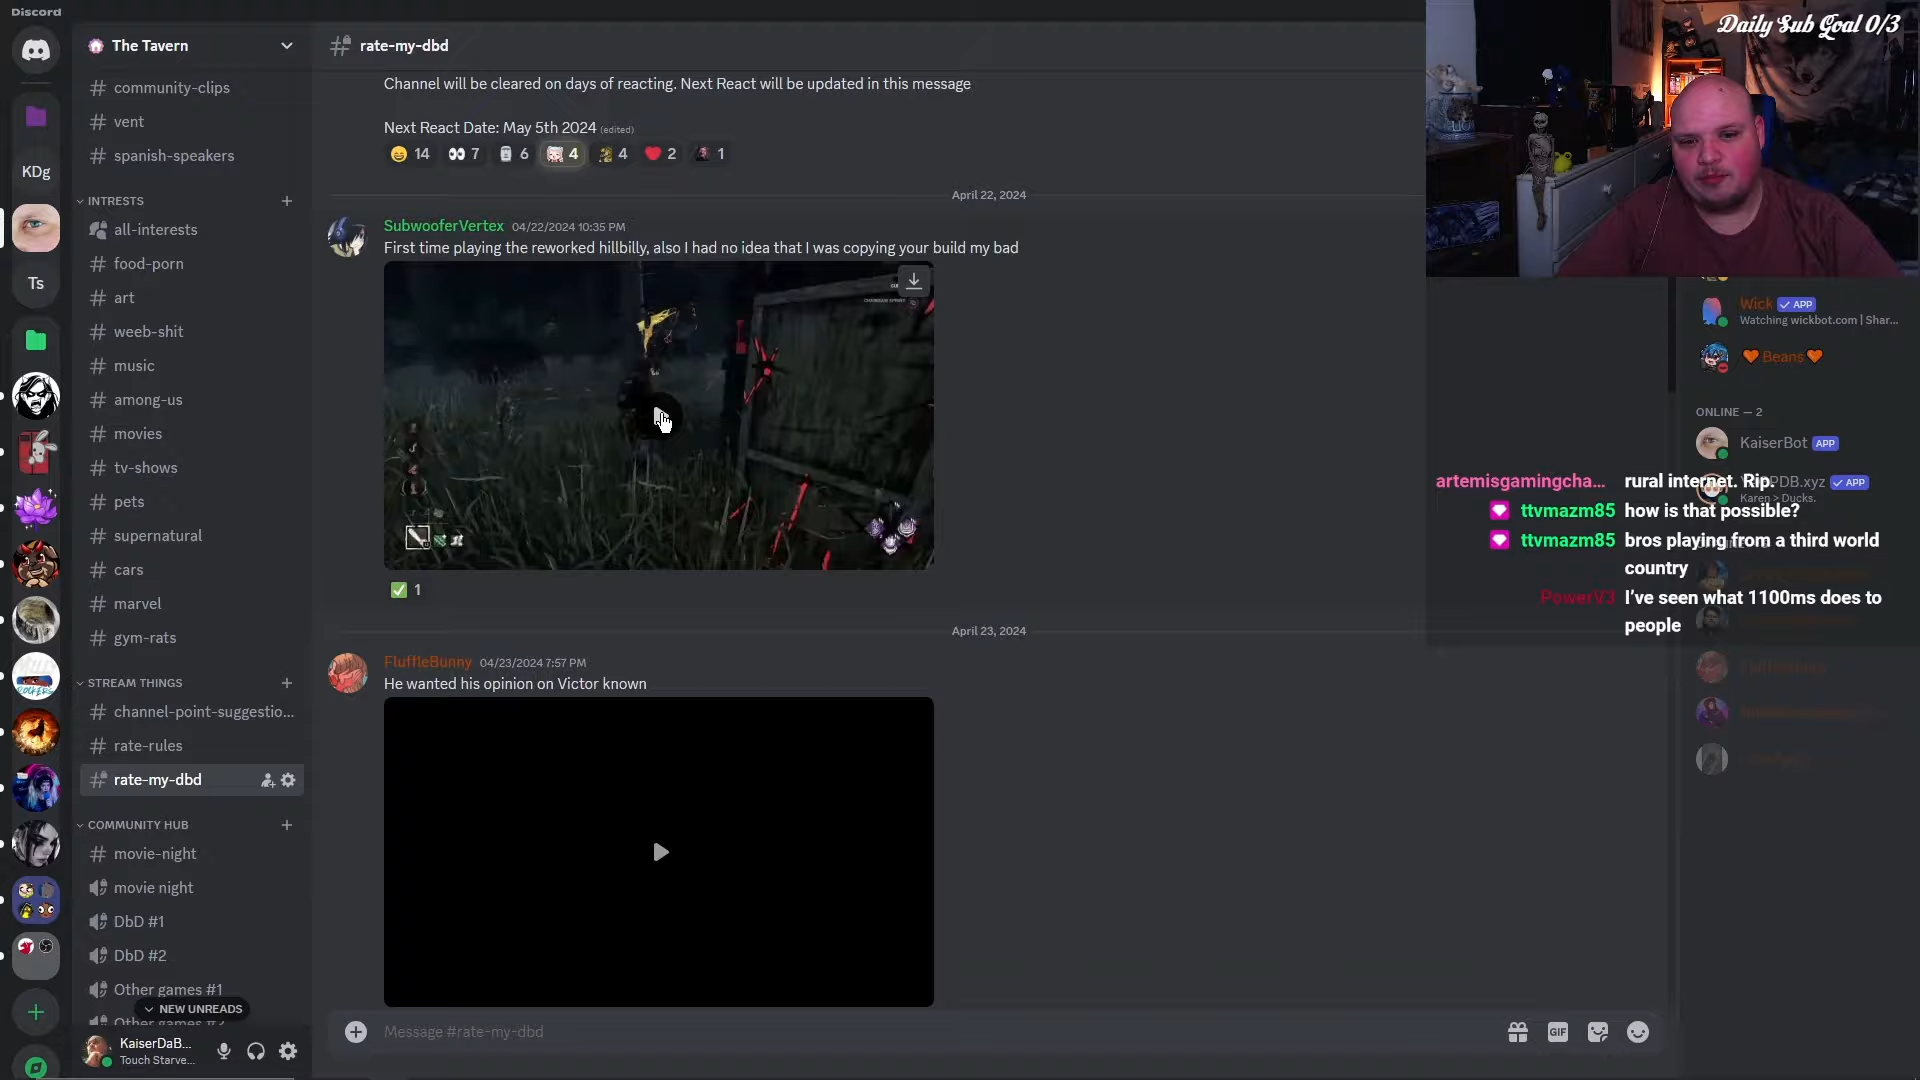 Discord
The Tavern
rate-my-dbd
Daily Sub Goal 0/3
community-clips
vent
spanish-speakers
INTRESTS
all-interests
food-porn
art
weeb-shit
music
among-us
movies
tv-shows
pets
supernatural
cars
marvel
gym-rats
STREAM THINGS
channel-point-suggestio...
rate-rules
rate-my-dbd
COMMUNITY HUB
movie-night
movie night
DbD #1
DbD #2
Other games #1
NEW UNREADS
Other games #2
KaiserDaB...
Touch Starve...
KDg
Ts
Channel will be cleared on days of reacting. Next React will be updated in this message
Next React Date: May 5th 2024 (edited)
14 7 6 4 4 2 1
April 22, 2024
SubwooferVertex 04/22/2024 10:35 PM
First time playing the reworked hillbilly, also I had no idea that I was copying your build my bad
1
April 23, 2024
FluffleBunny 04/23/2024 7:57 PM
He wanted his opinion on Victor known
Message #rate-my-dbd
GIF
Wick APP
Watching wickbot.com | Shar...
Beans
ONLINE — 2
KaiserBot APP
PDB.xyz APP
Karen > Ducks.
artemisgamingcha... rural internet. Rip.
ttvmazm85 how is that possible?
ttvmazm85 bros playing from a third world
country
PowerV3 I've seen what 1100ms does to
people